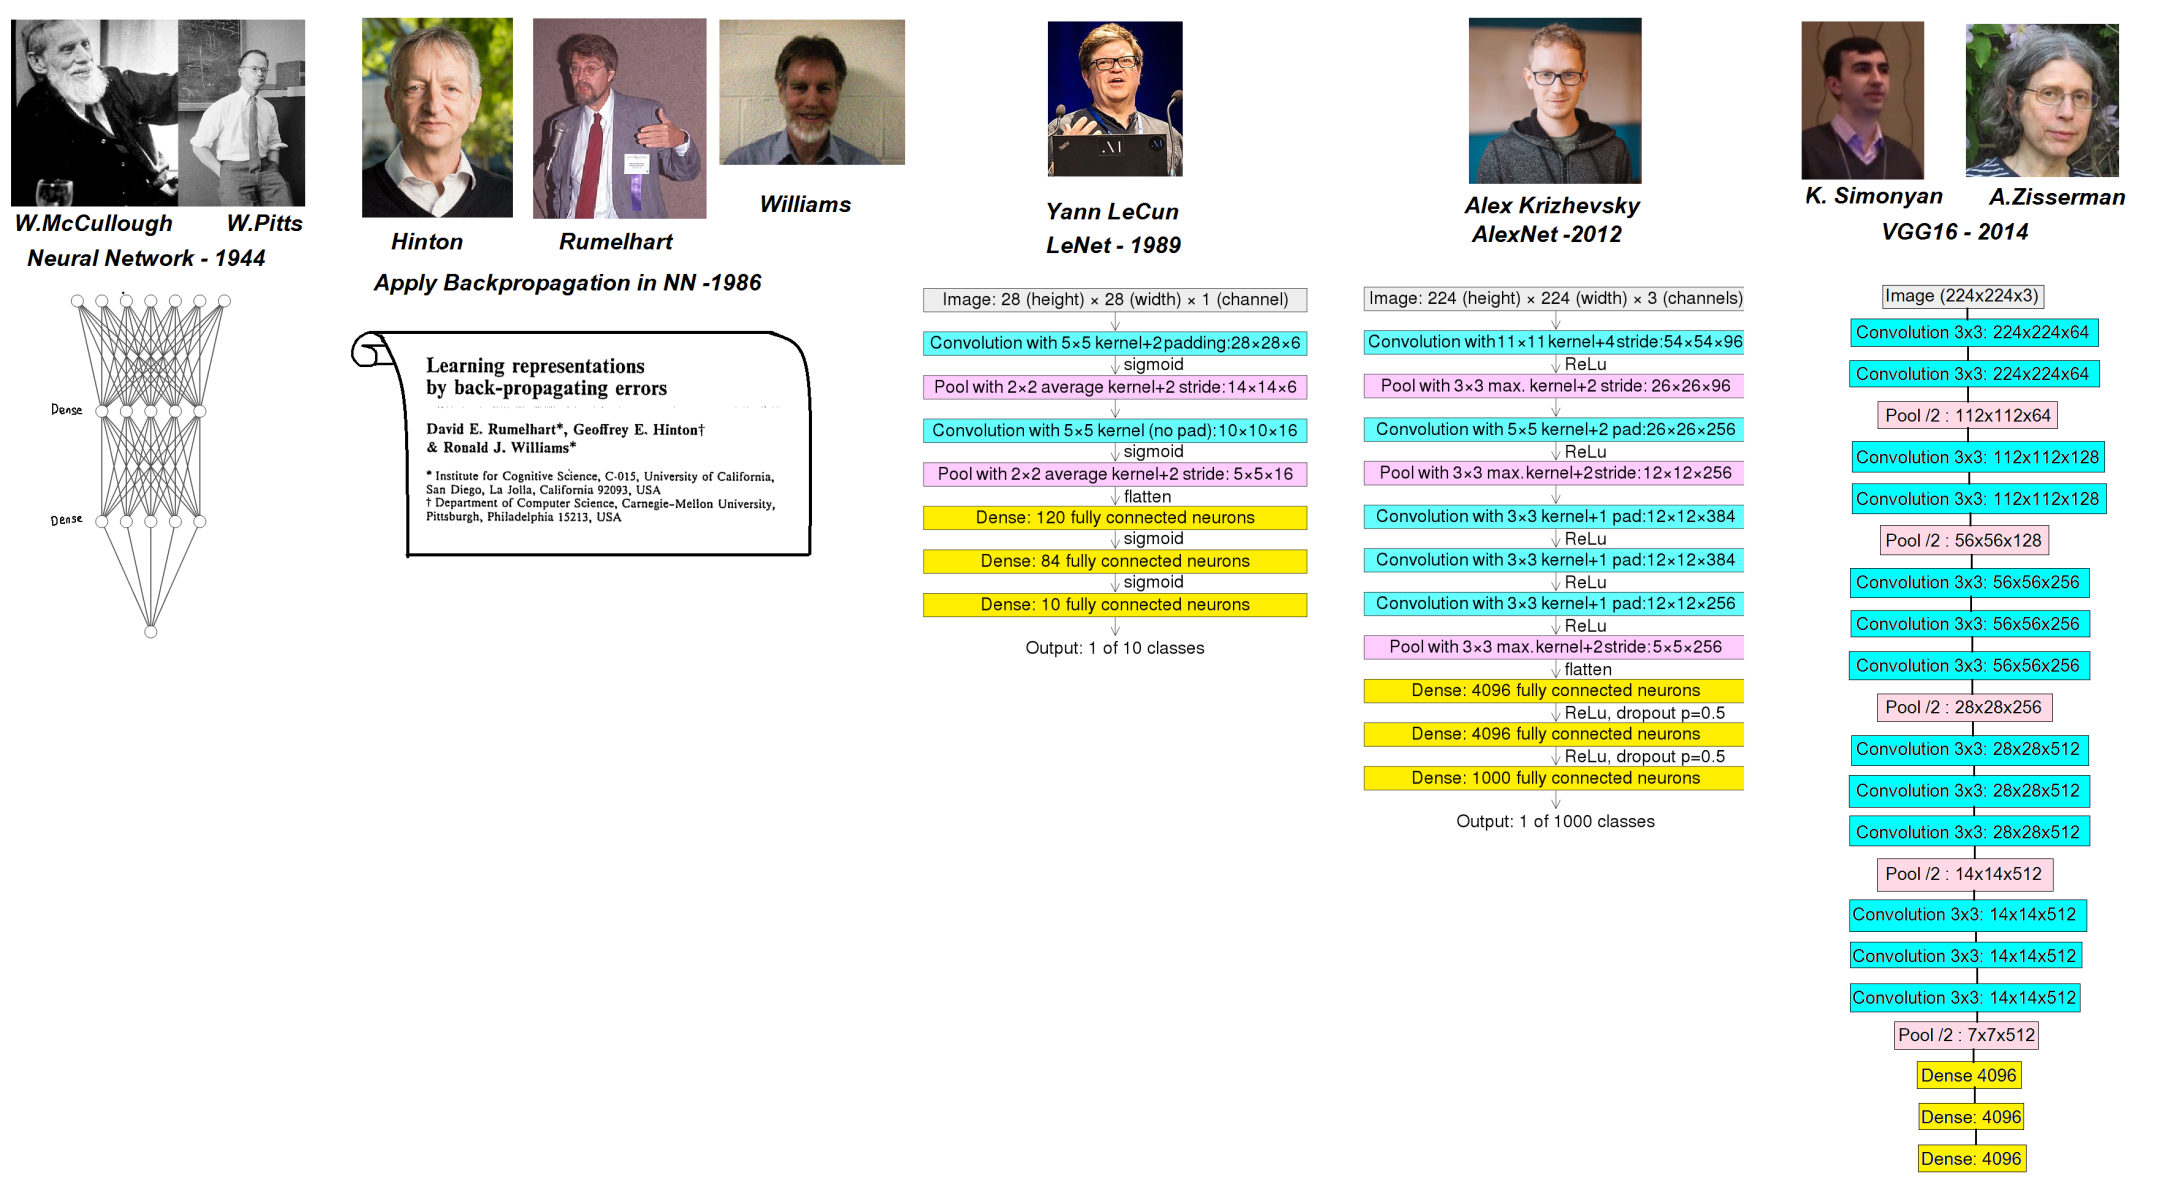 W.McCullough
W.Pitts
Neural Network - 1944
Dense
Dense
Hinton
Rumelhart
Williams
Apply Backpropagation in NN -1986
Learning representations
by back-propagating errors
David E. Rumelhart*, Geoffrey E. Hinton†
& Ronald J. Williams*
* Institute for Cognitive Science, C-015, University of California,
San Diego, La Jolla, California 92093, USA
† Department of Computer Science, Carnegie-Mellon University,
Pittsburgh, Philadelphia 15213, USA
Yann LeCun
LeNet - 1989
Image: 28 (height) × 28 (width) × 1 (channel)
Convolution with 5×5 kernel+2padding:28×28×6
sigmoid
Pool with 2×2 average kernel+2 stride:14×14×6
Convolution with 5×5 kernel (no pad):10×10×16
sigmoid
Pool with 2×2 average kernel+2 stride: 5×5×16
flatten
Dense: 120 fully connected neurons
sigmoid
Dense: 84 fully connected neurons
sigmoid
Dense: 10 fully connected neurons
Output: 1 of 10 classes
Alex Krizhevsky
AlexNet -2012
Image: 224 (height) × 224 (width) × 3 (channels)
Convolution with 11×11 kernel+4 stride:54×54×96
ReLu
Pool with 3×3 max. kernel+2 stride: 26×26×96
Convolution with 5×5 kernel+2 pad:26×26×256
ReLu
Pool with 3×3 max.kernel+2stride:12×12×256
Convolution with 3×3 kernel+1 pad:12×12×384
ReLu
Convolution with 3×3 kernel+1 pad:12×12×384
ReLu
Convolution with 3×3 kernel+1 pad:12×12×256
ReLu
Pool with 3×3 max.kernel+2stride:5×5×256
flatten
Dense: 4096 fully connected neurons
ReLu, dropout p=0.5
Dense: 4096 fully connected neurons
ReLu, dropout p=0.5
Dense: 1000 fully connected neurons
Output: 1 of 1000 classes
K. Simonyan
A.Zisserman
VGG16 - 2014
Image (224x224x3)
Convolution 3x3: 224x224x64
Convolution 3x3: 224x224x64
Pool /2 : 112x112x64
Convolution 3x3: 112x112x128
Convolution 3x3: 112x112x128
Pool /2 : 56x56x128
Convolution 3x3: 56x56x256
Convolution 3x3: 56x56x256
Convolution 3x3: 56x56x256
Pool /2 : 28x28x256
Convolution 3x3: 28x28x512
Convolution 3x3: 28x28x512
Convolution 3x3: 28x28x512
Pool /2 : 14x14x512
Convolution 3x3: 14x14x512
Convolution 3x3: 14x14x512
Convolution 3x3: 14x14x512
Pool /2 : 7x7x512
Dense 4096
Dense: 4096
Dense: 4096